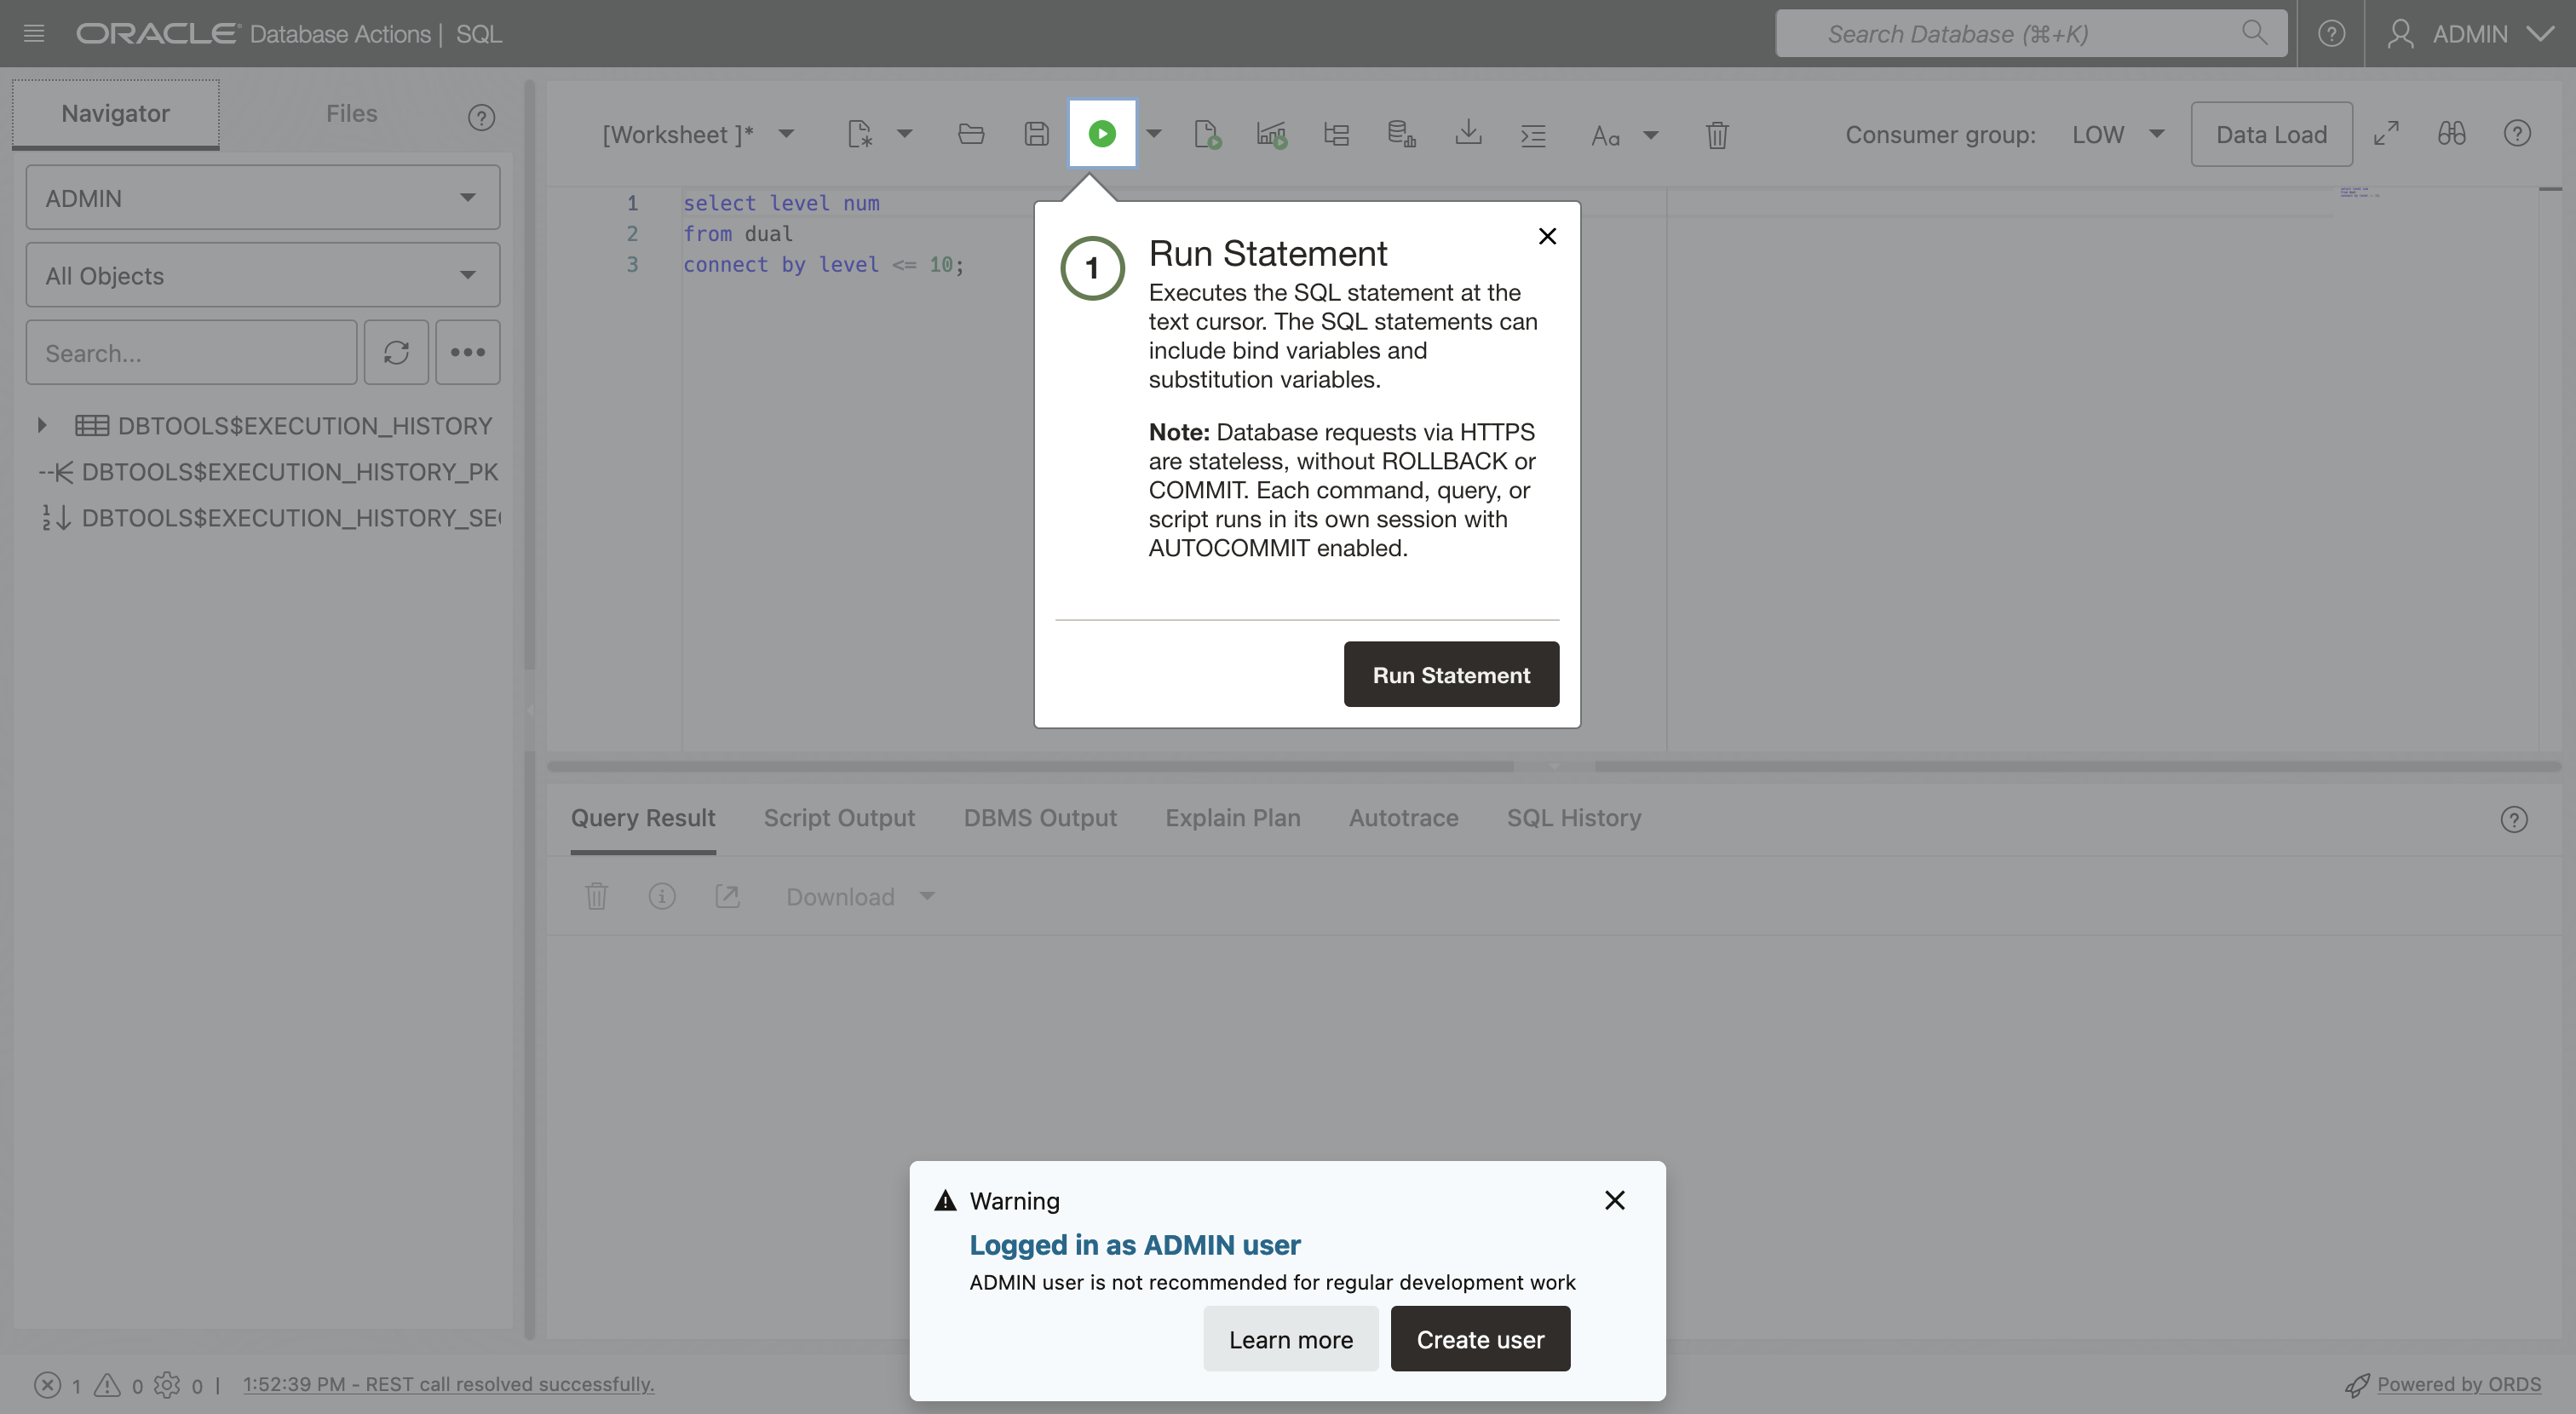 ORACLE Database Actions | SQL
Search Database (⌘+K)
ADMIN
Navigator
Files
ADMIN
All Objects
Search...
DBTOOLS$EXECUTION_HISTORY
DBTOOLS$EXECUTION_HISTORY_PK
DBTOOLS$EXECUTION_HISTORY_SE
[Worksheet ]*
Aa
Consumer group: LOW
Data Load
1 select level num
2 from dual
3 connect by level <= 10;
1
Run Statement
Executes the SQL statement at the
text cursor. The SQL statements can
include bind variables and
substitution variables.
Note: Database requests via HTTPS
are stateless, without ROLLBACK or
COMMIT. Each command, query, or
script runs in its own session with
AUTOCOMMIT enabled.
Run Statement
Query Result
Script Output
DBMS Output
Explain Plan
Autotrace
SQL History
Download
Warning
Logged in as ADMIN user
ADMIN user is not recommended for regular development work
Learn more
Create user
1 0 0 | 1:52:39 PM - REST call resolved successfully.
Powered by ORDS